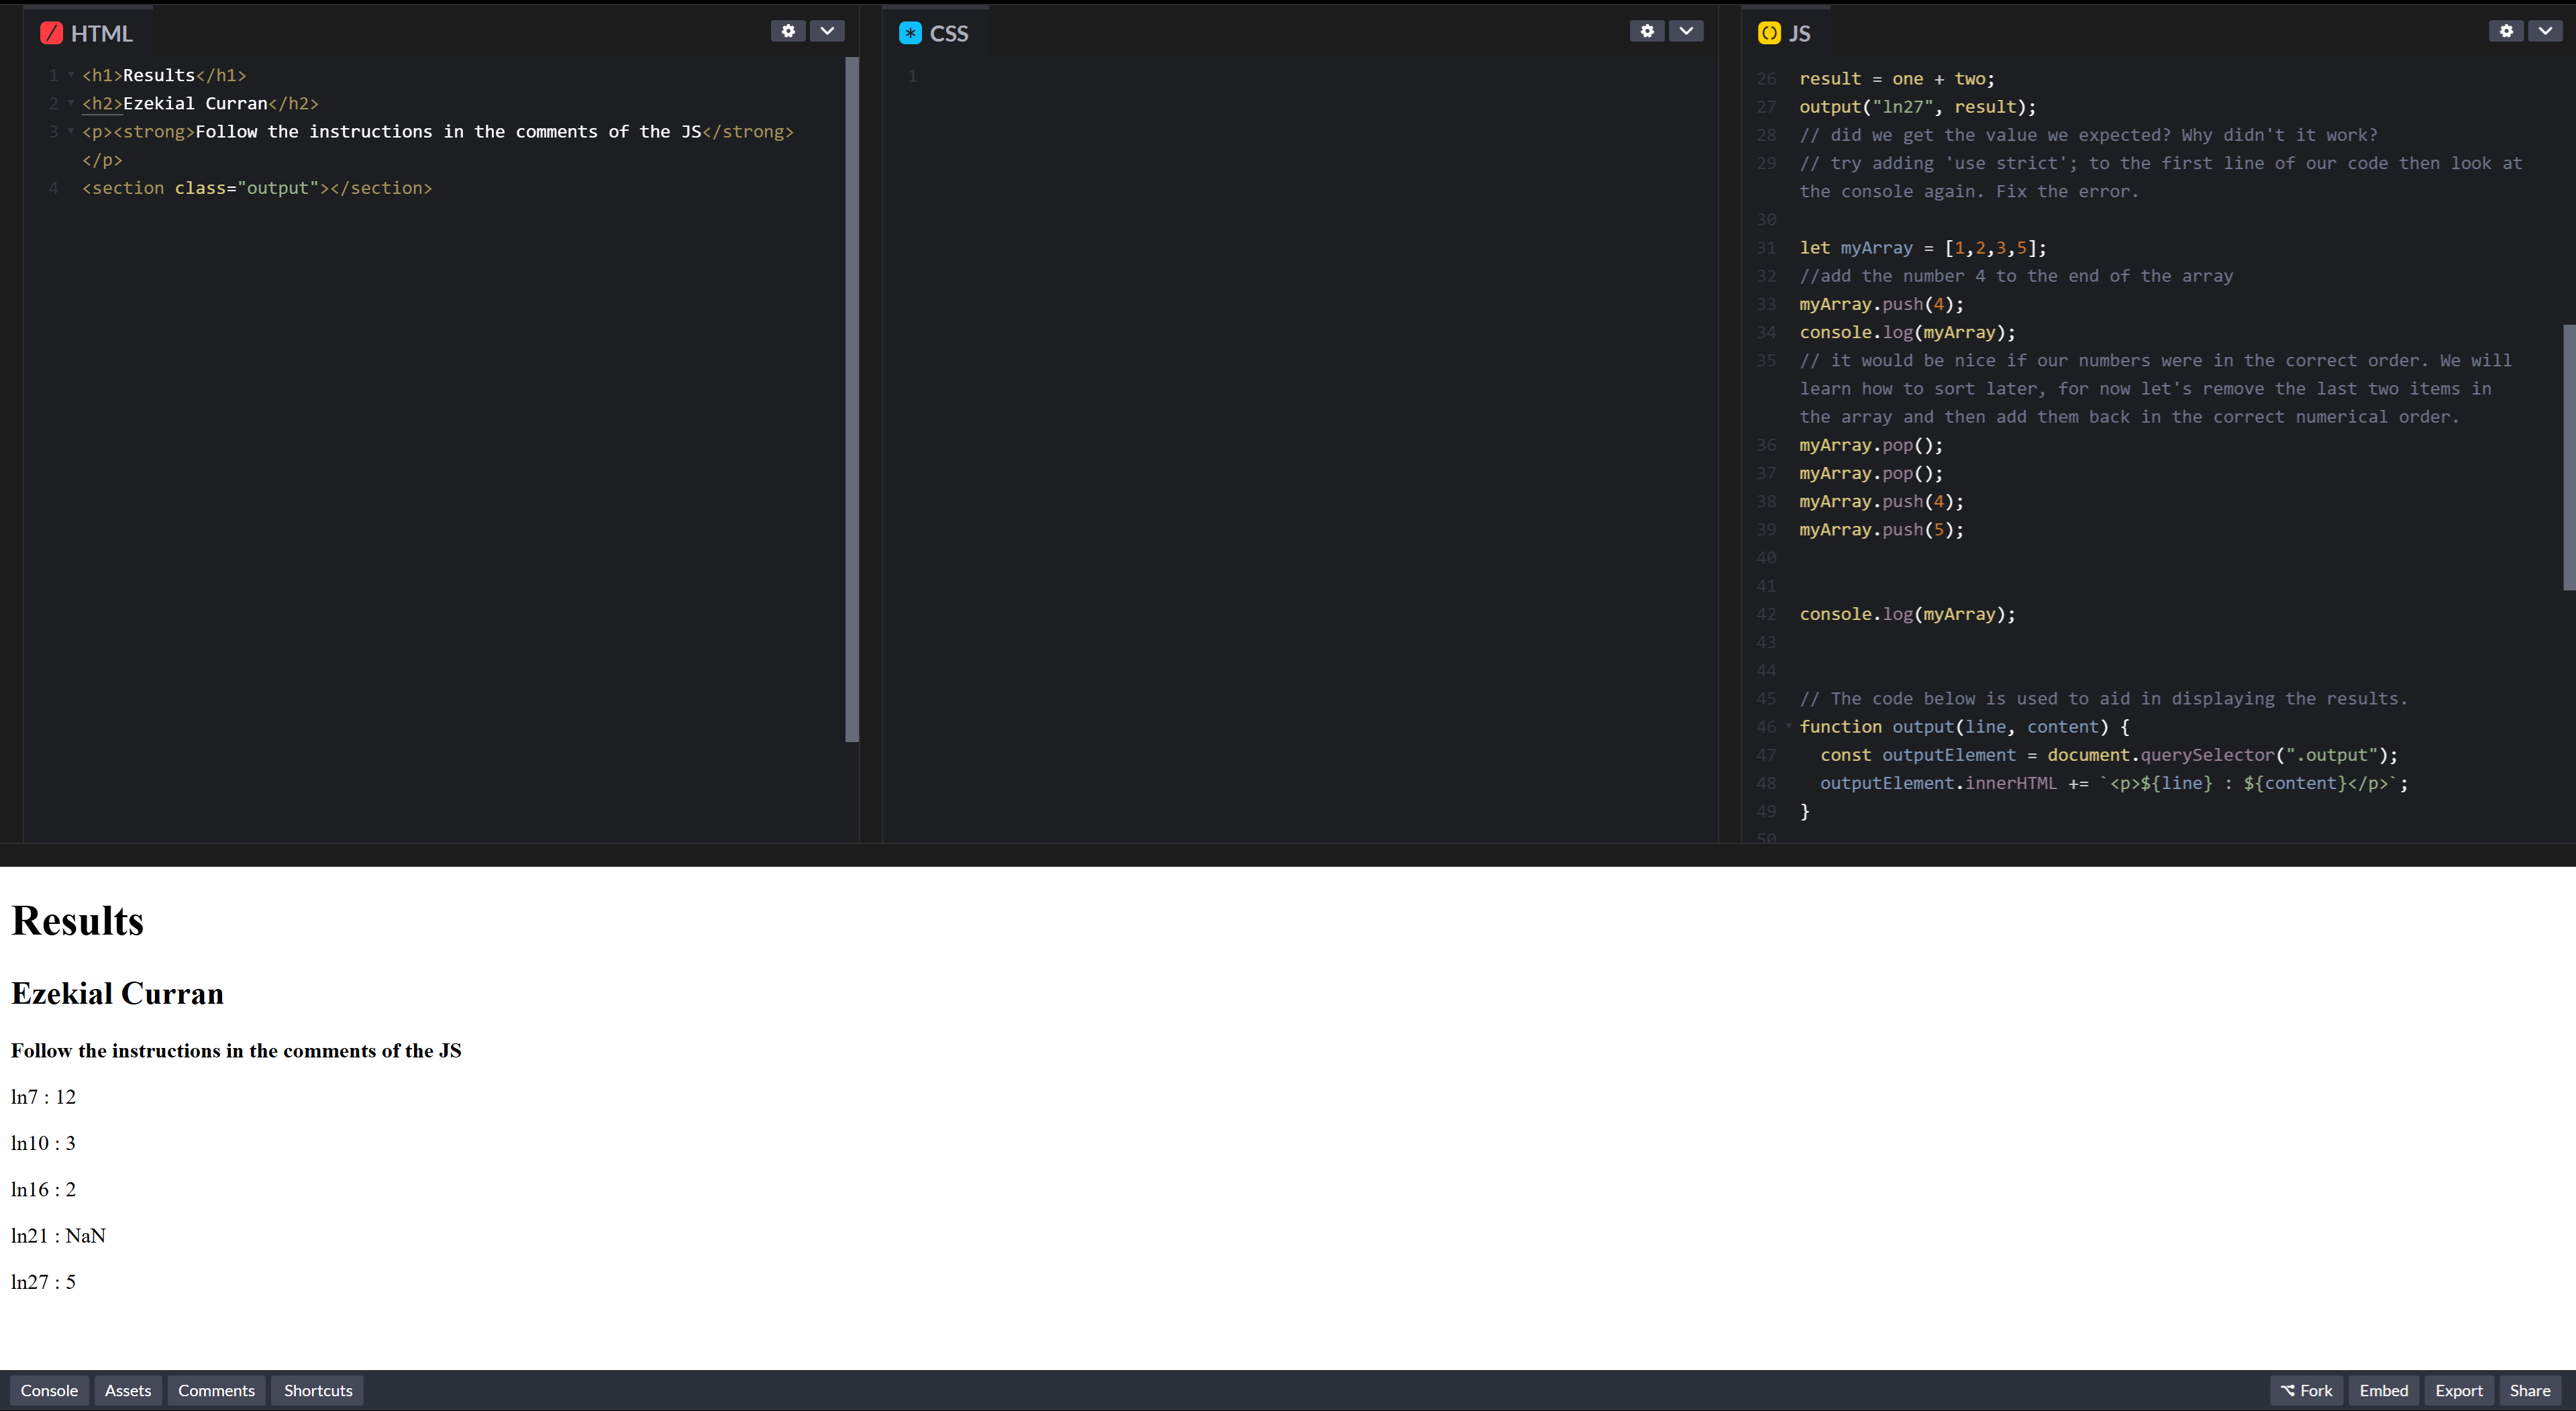 HTML
1 <h1>Results</h1>
2 <h2>Ezekial Curran</h2>
3 <p><strong>Follow the instructions in the comments of the JS</strong>
</p>
4 <section class="output"></section>
CSS
1
JS
26 result = one + two;
27 output("ln27", result);
28 // did we get the value we expected? Why didn't it work?
29 // try adding 'use strict'; to the first line of our code then look at
the console again. Fix the error.
30
31 let myArray = [1,2,3,5];
32 //add the number 4 to the end of the array
33 myArray.push(4);
34 console.log(myArray);
35 // it would be nice if our numbers were in the correct order. We will
learn how to sort later, for now let's remove the last two items in
the array and then add them back in the correct numerical order.
36 myArray.pop();
37 myArray.pop();
38 myArray.push(4);
39 myArray.push(5);
40
41
42 console.log(myArray);
43
44
45 // The code below is used to aid in displaying the results.
46 function output(line, content) {
47 const outputElement = document.querySelector(".output");
48 outputElement.innerHTML += `<p>${line} : ${content}</p>`;
49 }
50
Results
Ezekial Curran
Follow the instructions in the comments of the JS
ln7 : 12
ln10 : 3
ln16 : 2
ln21 : NaN
ln27 : 5
Console Assets Comments Shortcuts Fork Embed Export Share